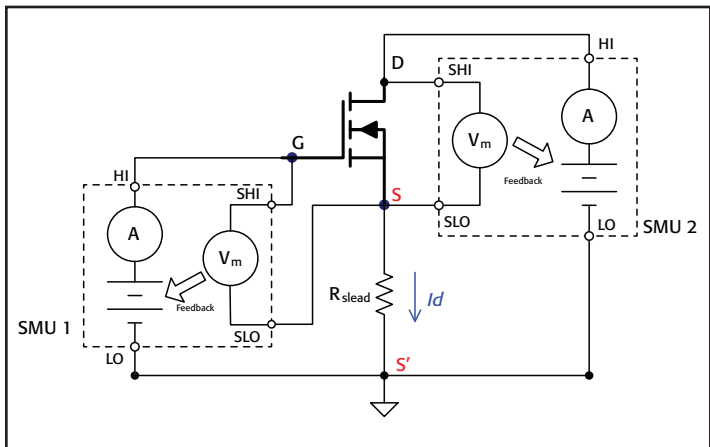 HI
D
SHI
A
G
Vm
Feedback
HI
SHI
S
SLO
LO
SMU 2
A
Vm
Feedback
Rslead
Id
SMU 1
SLO
LO
S'